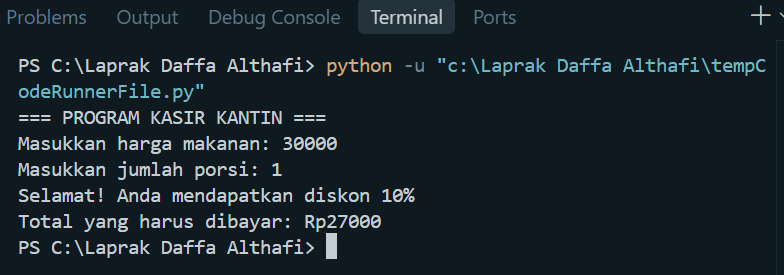 Problems Output Debug Console Terminal Ports
PS C:\Laprak Daffa Althafi> python -u "c:\Laprak Daffa Althafi\tempC
odeRunnerFile.py"
=== PROGRAM KASIR KANTIN ===
Masukkan harga makanan: 30000
Masukkan jumlah porsi: 1
Selamat! Anda mendapatkan diskon 10%
Total yang harus dibayar: Rp27000
PS C:\Laprak Daffa Althafi>